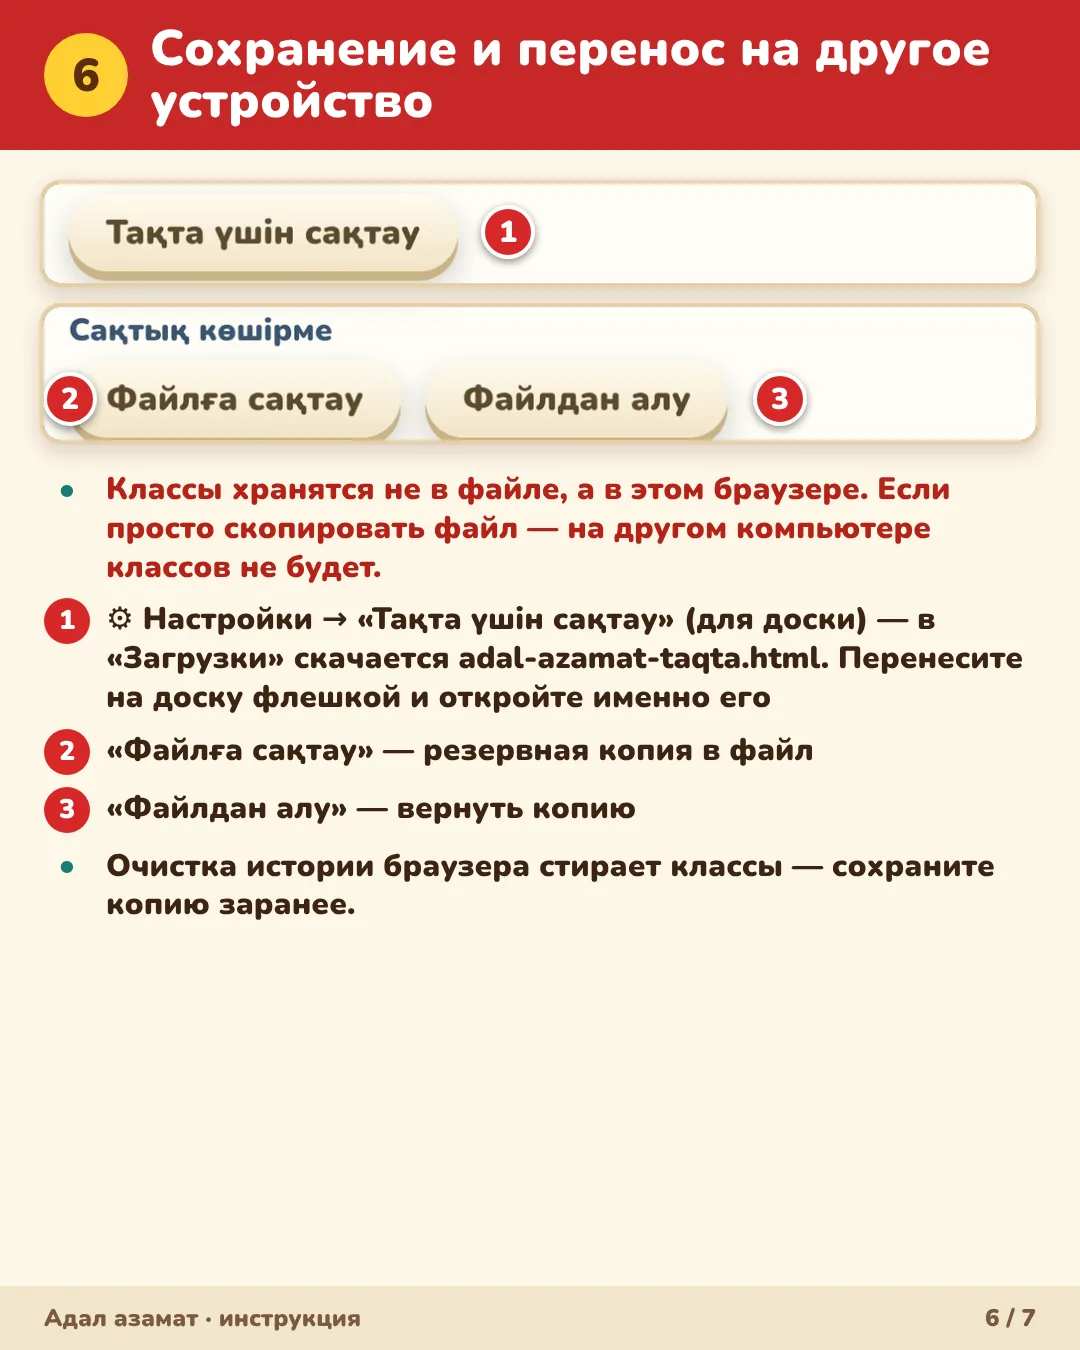 6
Сохранение и перенос на другое
устройство
Тақта үшін сақтау
1
Сақтық көшірме
2
Файлға сақтау
Файлдан алу
3
• Классы хранятся не в файле, а в этом браузере. Если
просто скопировать файл — на другом компьютере
классов не будет.
1 ⚙ Настройки → «Тақта үшін сақтау» (для доски) — в
«Загрузки» скачается adal-azamat-taqta.html. Перенесите
на доску флешкой и откройте именно его
2 «Файлға сақтау» — резервная копия в файл
3 «Файлдан алу» — вернуть копию
• Очистка истории браузера стирает классы — сохраните
копию заранее.
Адал азамат · инструкция
6 / 7